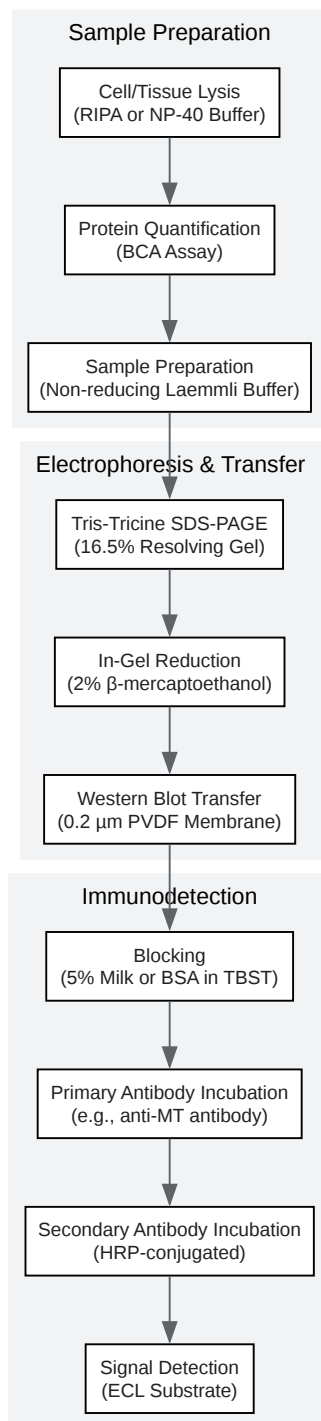 Sample Preparation
Cell/Tissue Lysis
(RIPA or NP-40 Buffer)
Protein Quantification
(BCA Assay)
Sample Preparation
(Non-reducing Laemmli Buffer)
Electrophoresis & Transfer
Tris-Tricine SDS-PAGE
(16.5% Resolving Gel)
In-Gel Reduction
(2% β-mercaptoethanol)
Western Blot Transfer
(0.2 µm PVDF Membrane)
Immunodetection
Blocking
(5% Milk or BSA in TBST)
Primary Antibody Incubation
(e.g., anti-MT antibody)
Secondary Antibody Incubation
(HRP-conjugated)
Signal Detection
(ECL Substrate)